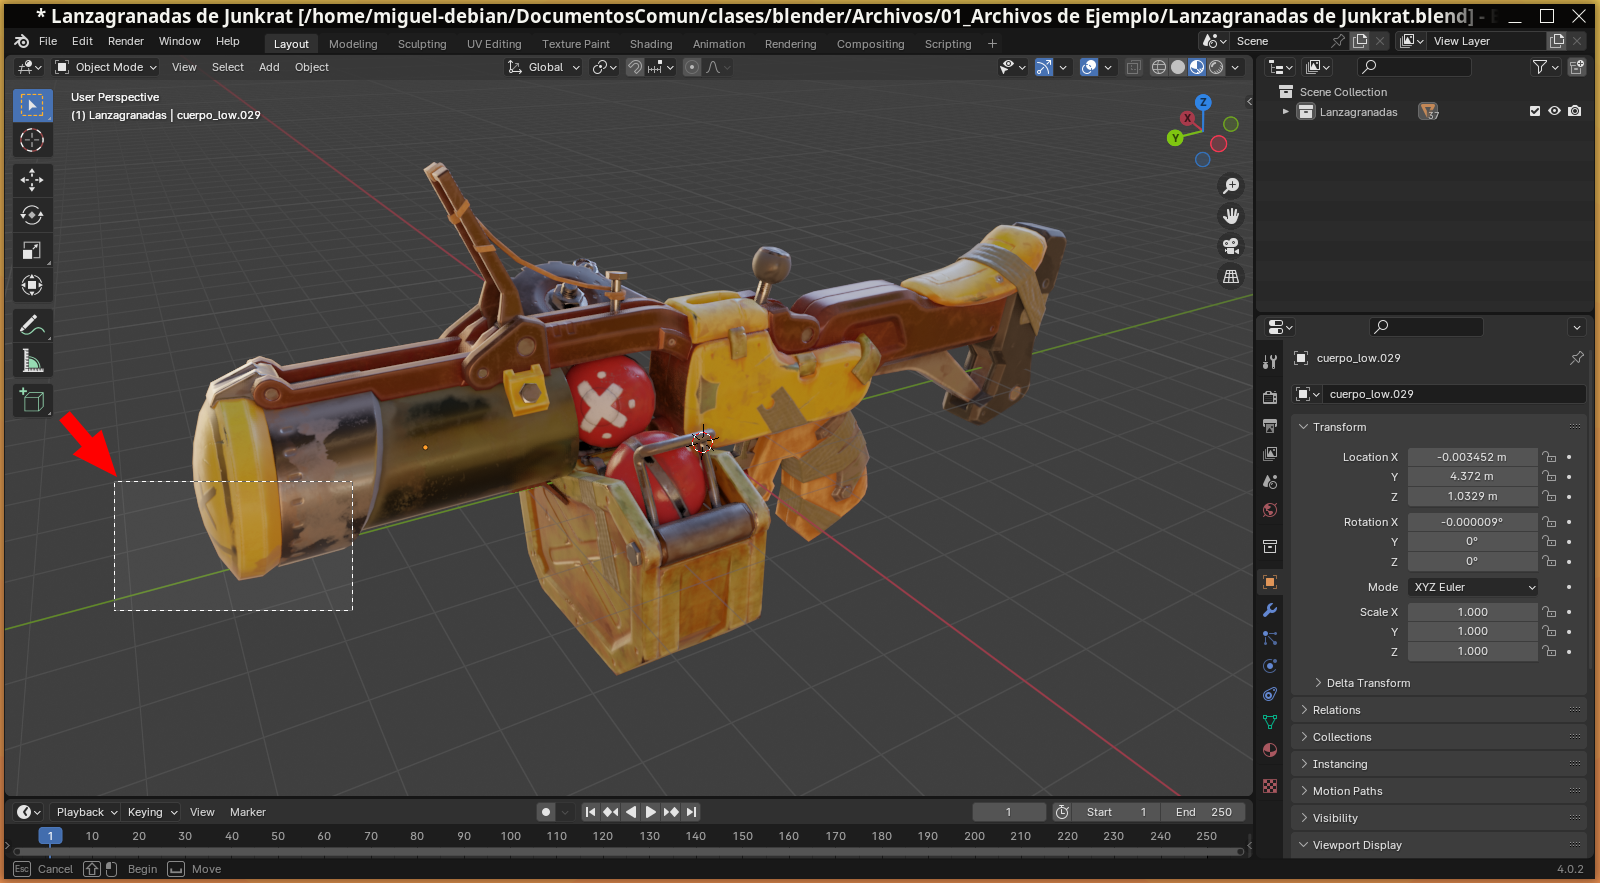 * Lanzagranadas de Junkrat [/home/miguel-debian/DocumentosComun/clases/blender/Archivos/01_Archivos de Ejemplo/Lanzagranadas de Junkrat.blend] -
File Edit Render Window Help Layout Modeling Sculpting UV Editing Texture Paint Shading Animation Rendering Compositing Scripting + Scene View Layer
Object Mode View Select Add Object Global
User Perspective
(1) Lanzagranadas | cuerpo_low.029
Z
X
Y
Scene Collection
Lanzagranadas 37
cuerpo_low.029
cuerpo_low.029
Transform
Location X -0.003452 m
Y 4.372 m
Z 1.0329 m
Rotation X -0.000009°
Y 0°
Z 0°
Mode XYZ Euler
Scale X 1.000
Y 1.000
Z 1.000
Delta Transform
Relations
Collections
Instancing
Motion Paths
Visibility
Viewport Display
Playback Keying View Marker 1 Start 1 End 250
1 10 20 30 40 50 60 70 80 90 100 110 120 130 140 150 160 170 180 190 200 210 220 230 240 250
Esc Cancel Begin Move 4.0.2